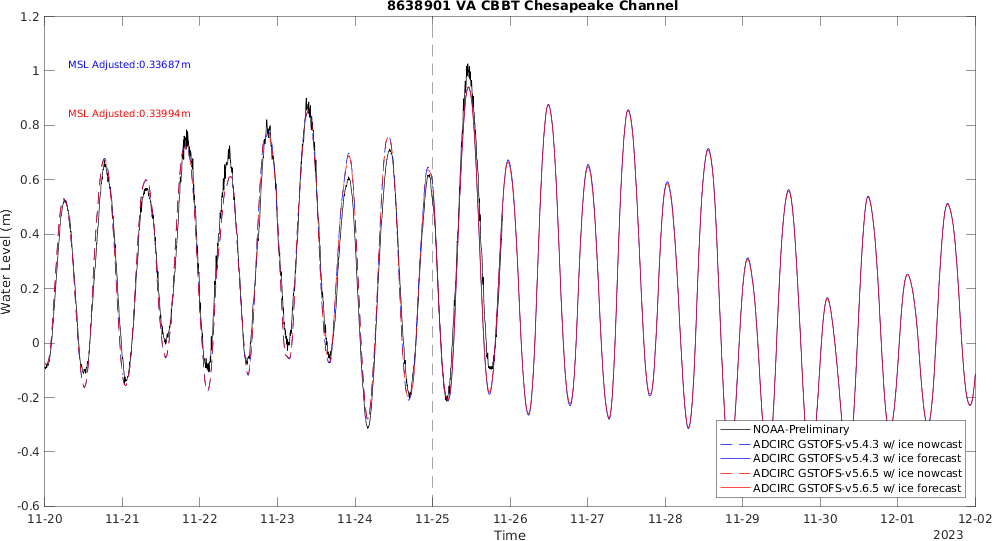 8638901 VA CBBT Chesapeake Channel
1.2
1
0.8
0.6
0.4
0.2
0
-0.2
-0.4
-0.6
Water Level (m)
MSL Adjusted:0.33687m
MSL Adjusted:0.33994m
NOAA-Preliminary
ADCIRC GSTOFS-v5.4.3 w/ ice nowcast
ADCIRC GSTOFS-v5.4.3 w/ ice forecast
ADCIRC GSTOFS-v5.6.5 w/ ice nowcast
ADCIRC GSTOFS-v5.6.5 w/ ice forecast
11-20 11-21 11-22 11-23 11-24 11-25 11-26 11-27 11-28 11-29 11-30 12-01 12-02
Time
2023